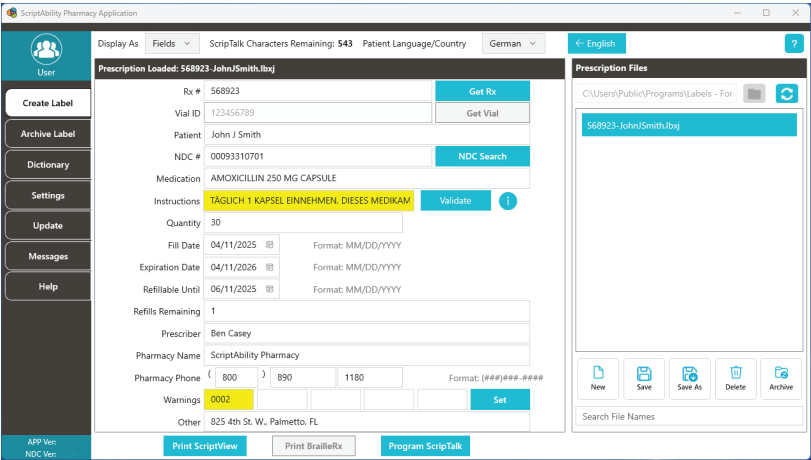 ScriptAbility Pharmacy Application
User
Create Label
Archive Label
Dictionary
Settings
Update
Messages
Help
APP Ver:
NDC Ver:
Display As Fields ScripTalk Characters Remaining: 543 Patient Language/Country German ← English ?
Prescription Loaded: 568923-JohnJSmith.lbxj
Rx # 568923 Get Rx
Vial ID 123456789 Get Vial
Patient John J Smith
NDC # 00093310701 NDC Search
Medication AMOXICILLIN 250 MG CAPSULE
Instructions TÄGLICH 1 KAPSEL EINNEHMEN. DIESES MEDIKAM Validate i
Quantity 30
Fill Date 04/11/2025 Format: MM/DD/YYYY
Expiration Date 04/11/2026 Format: MM/DD/YYYY
Refillable Until 06/11/2025 Format: MM/DD/YYYY
Refills Remaining 1
Prescriber Ben Casey
Pharmacy Name ScriptAbility Pharmacy
Pharmacy Phone ( 800 ) 890 1180 Format: (###)###-####
Warnings 0002 Set
Other 825 4th St. W., Palmetto, FL
Print ScriptView Print BrailleRx Program ScripTalk
Prescription Files
C:\Users\Public\Programs\Labels - For
568923-JohnJSmith.lbxj
New Save Save As Delete Archive
Search File Names